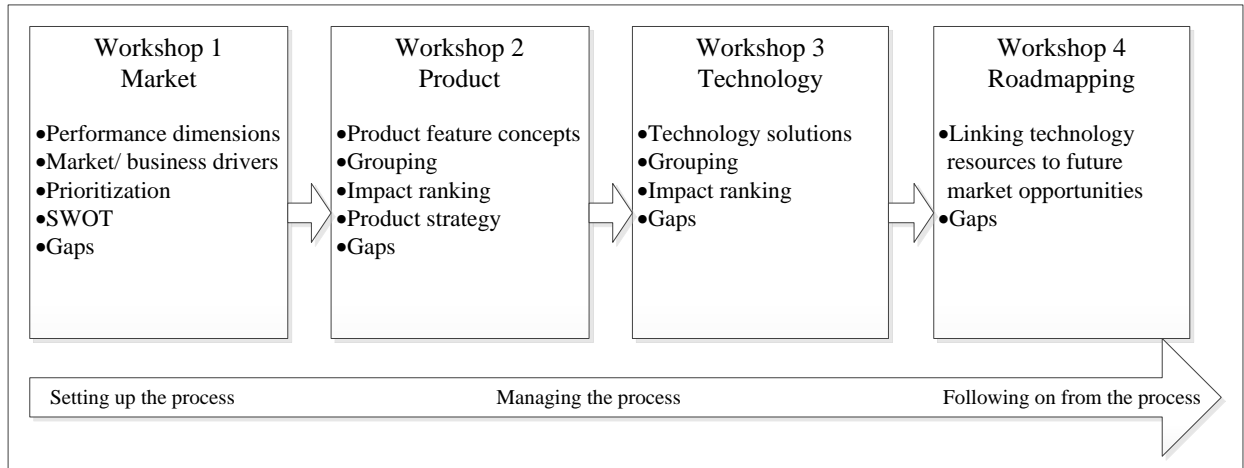 Workshop 1
Market
•Performance dimensions
•Market/ business drivers
•Prioritization
•SWOT
•Gaps
Workshop 2
Product
•Product feature concepts
•Grouping
•Impact ranking
•Product strategy
•Gaps
Workshop 3
Technology
•Technology solutions
•Grouping
•Impact ranking
•Gaps
Workshop 4
Roadmapping
•Linking technology
resources to future
market opportunities
•Gaps
Setting up the process
Managing the process
Following on from the process